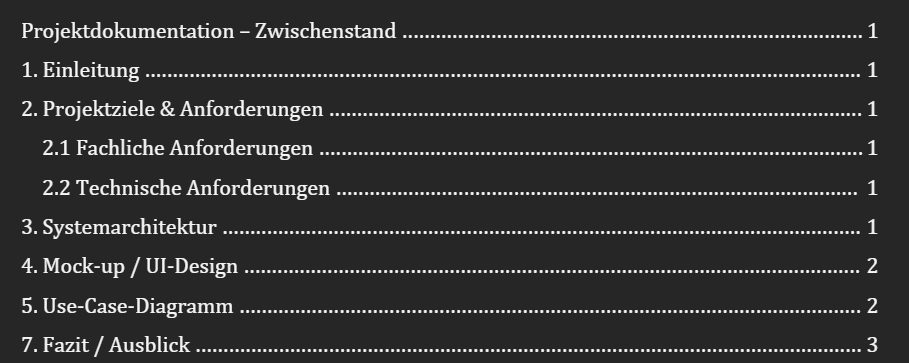 Projektdokumentation – Zwischenstand ........................................................................................ 1
1. Einleitung ........................................................................................ 1
2. Projektziele & Anforderungen ........................................................................................ 1
2.1 Fachliche Anforderungen ........................................................................................ 1
2.2 Technische Anforderungen ........................................................................................ 1
3. Systemarchitektur ........................................................................................ 1
4. Mock-up / UI-Design ........................................................................................ 2
5. Use-Case-Diagramm ........................................................................................ 2
7. Fazit / Ausblick ........................................................................................ 3